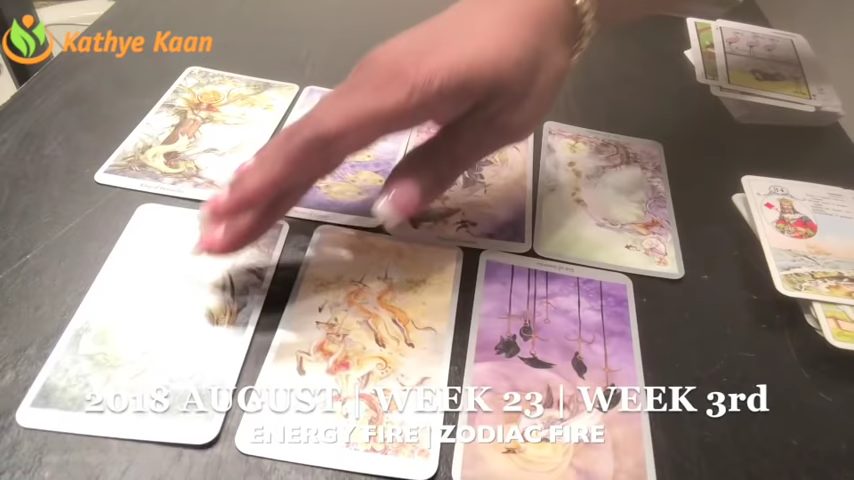 Kathye Kaan
2018 AUGUST | WEEK 23 | WEEK 3rd
ENERGY FIRE | ZODIAC FIRE